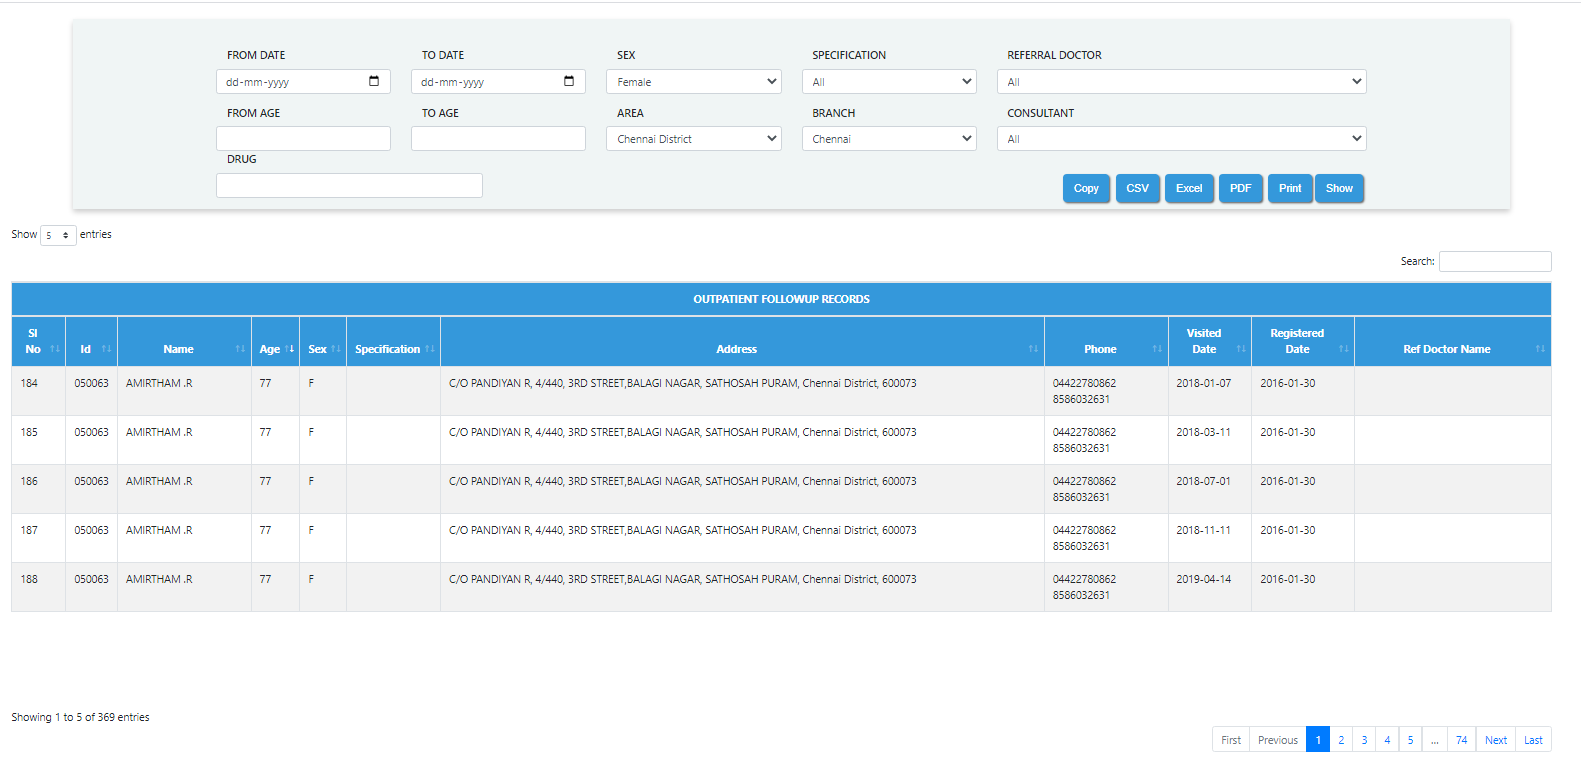 FROM DATE TO DATE SEX SPECIFICATION REFERRAL DOCTOR
dd-mm-yyyy dd-mm-yyyy Female All All
FROM AGE TO AGE AREA BRANCH CONSULTANT
Chennai District Chennai All
DRUG
Copy CSV Excel PDF Print Show
Show 5 entries
Search:
OUTPATIENT FOLLOWUP RECORDS
Sl No Id Name Age Sex Specification Address Phone Visited Date Registered Date Ref Doctor Name
184 050063 AMIRTHAM .R 77 F C/O PANDIYAN R, 4/440, 3RD STREET,BALAGI NAGAR, SATHOSAH PURAM, Chennai District, 600073 04422780862 2018-01-07 2016-01-30
8586032631
185 050063 AMIRTHAM .R 77 F C/O PANDIYAN R, 4/440, 3RD STREET,BALAGI NAGAR, SATHOSAH PURAM, Chennai District, 600073 04422780862 2018-03-11 2016-01-30
8586032631
186 050063 AMIRTHAM .R 77 F C/O PANDIYAN R, 4/440, 3RD STREET,BALAGI NAGAR, SATHOSAH PURAM, Chennai District, 600073 04422780862 2018-07-01 2016-01-30
8586032631
187 050063 AMIRTHAM .R 77 F C/O PANDIYAN R, 4/440, 3RD STREET,BALAGI NAGAR, SATHOSAH PURAM, Chennai District, 600073 04422780862 2018-11-11 2016-01-30
8586032631
188 050063 AMIRTHAM .R 77 F C/O PANDIYAN R, 4/440, 3RD STREET,BALAGI NAGAR, SATHOSAH PURAM, Chennai District, 600073 04422780862 2019-04-14 2016-01-30
8586032631
Showing 1 to 5 of 369 entries
First Previous 1 2 3 4 5 ... 74 Next Last